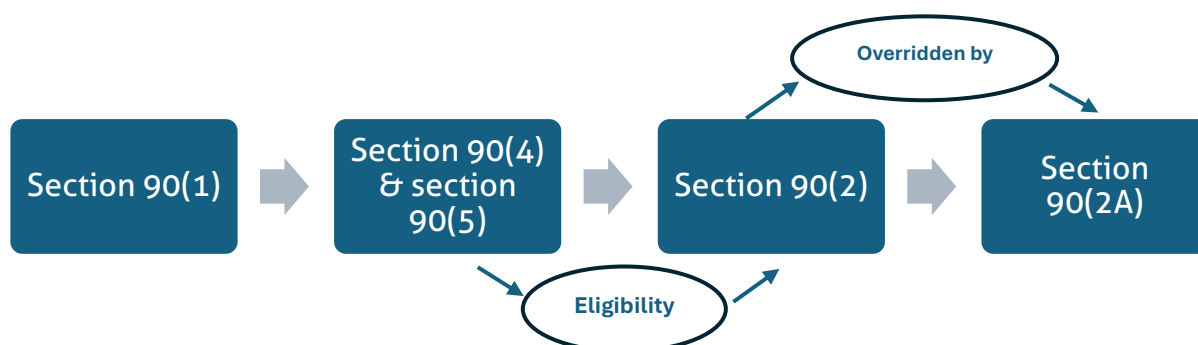 Overridden by
Section 90(1)
Section 90(4)
& section
90(5)
Section 90(2)
Section
90(2A)
Eligibility